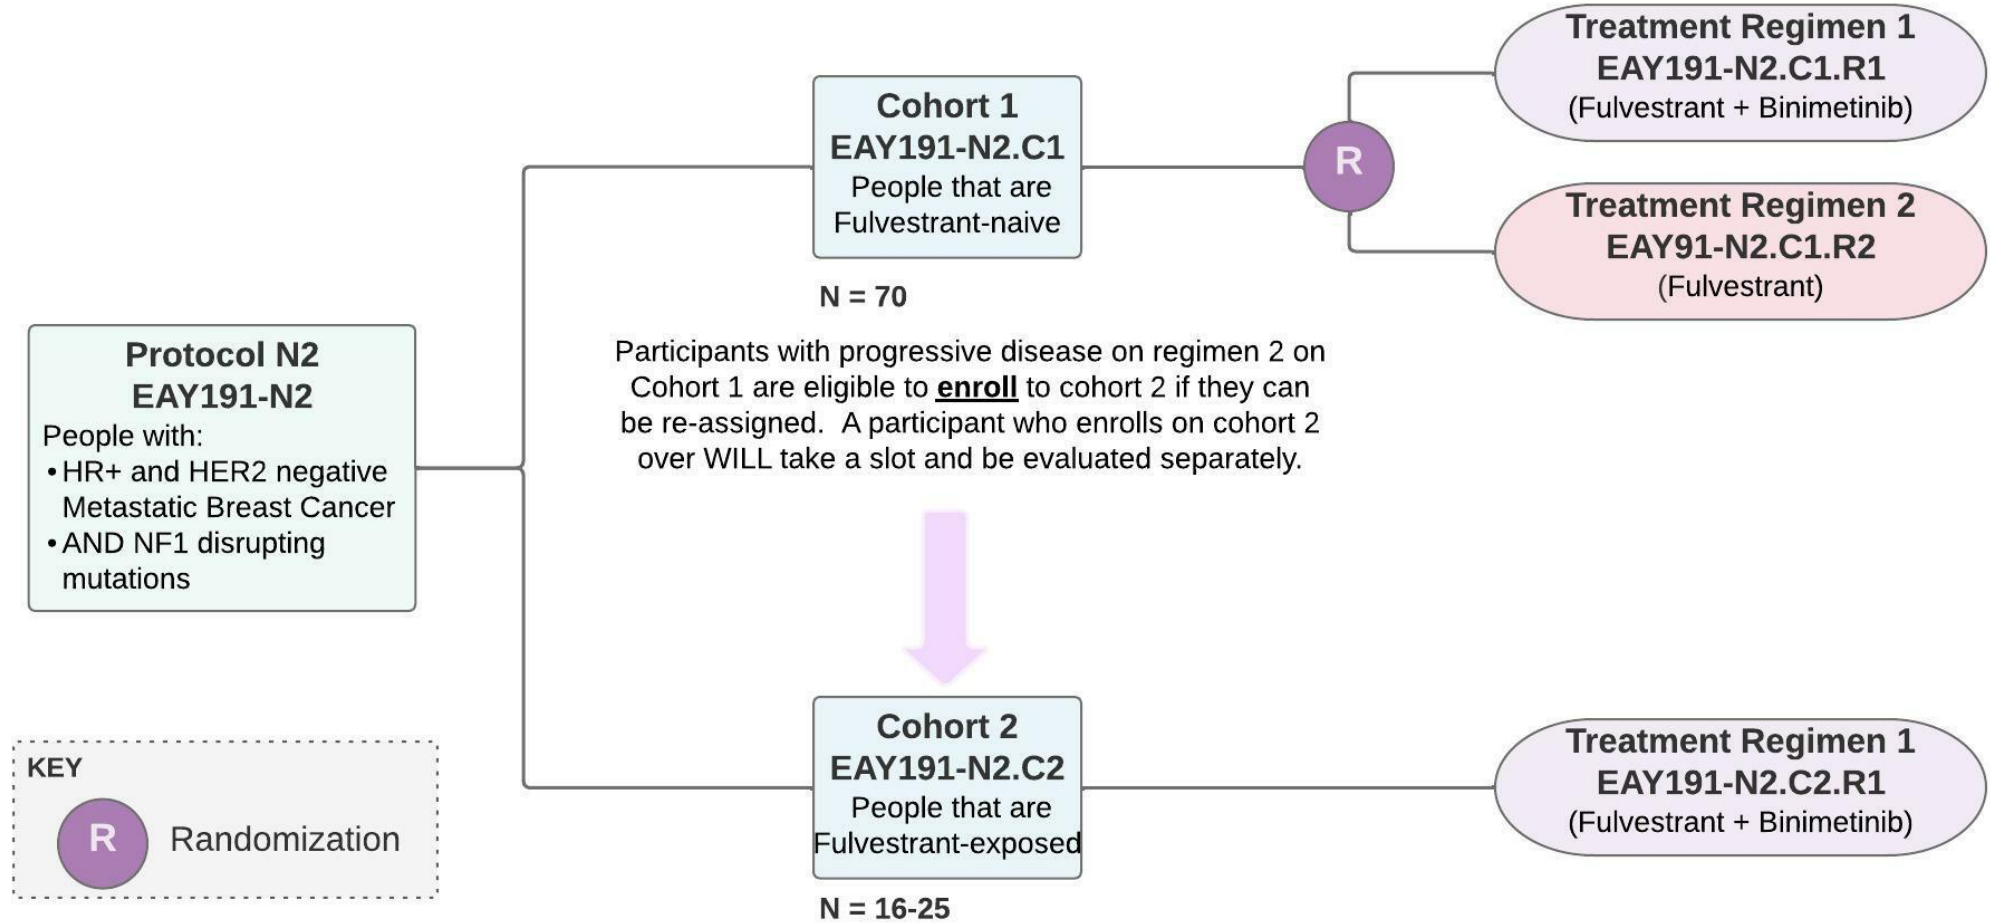 Protocol N2
EAY191-N2
People with:
• HR+ and HER2 negative
Metastatic Breast Cancer
• AND NF1 disrupting
mutations
Cohort 1
EAY191-N2.C1
People that are
Fulvestrant-naive
N = 70
R
Treatment Regimen 1
EAY191-N2.C1.R1
(Fulvestrant + Binimetinib)
Treatment Regimen 2
EAY91-N2.C1.R2
(Fulvestrant)
Participants with progressive disease on regimen 2 on
Cohort 1 are eligible to enroll to cohort 2 if they can
be re-assigned.  A participant who enrolls on cohort 2
over WILL take a slot and be evaluated separately.
Cohort 2
EAY191-N2.C2
People that are
Fulvestrant-exposed
N = 16-25
Treatment Regimen 1
EAY191-N2.C2.R1
(Fulvestrant + Binimetinib)
KEY
R Randomization